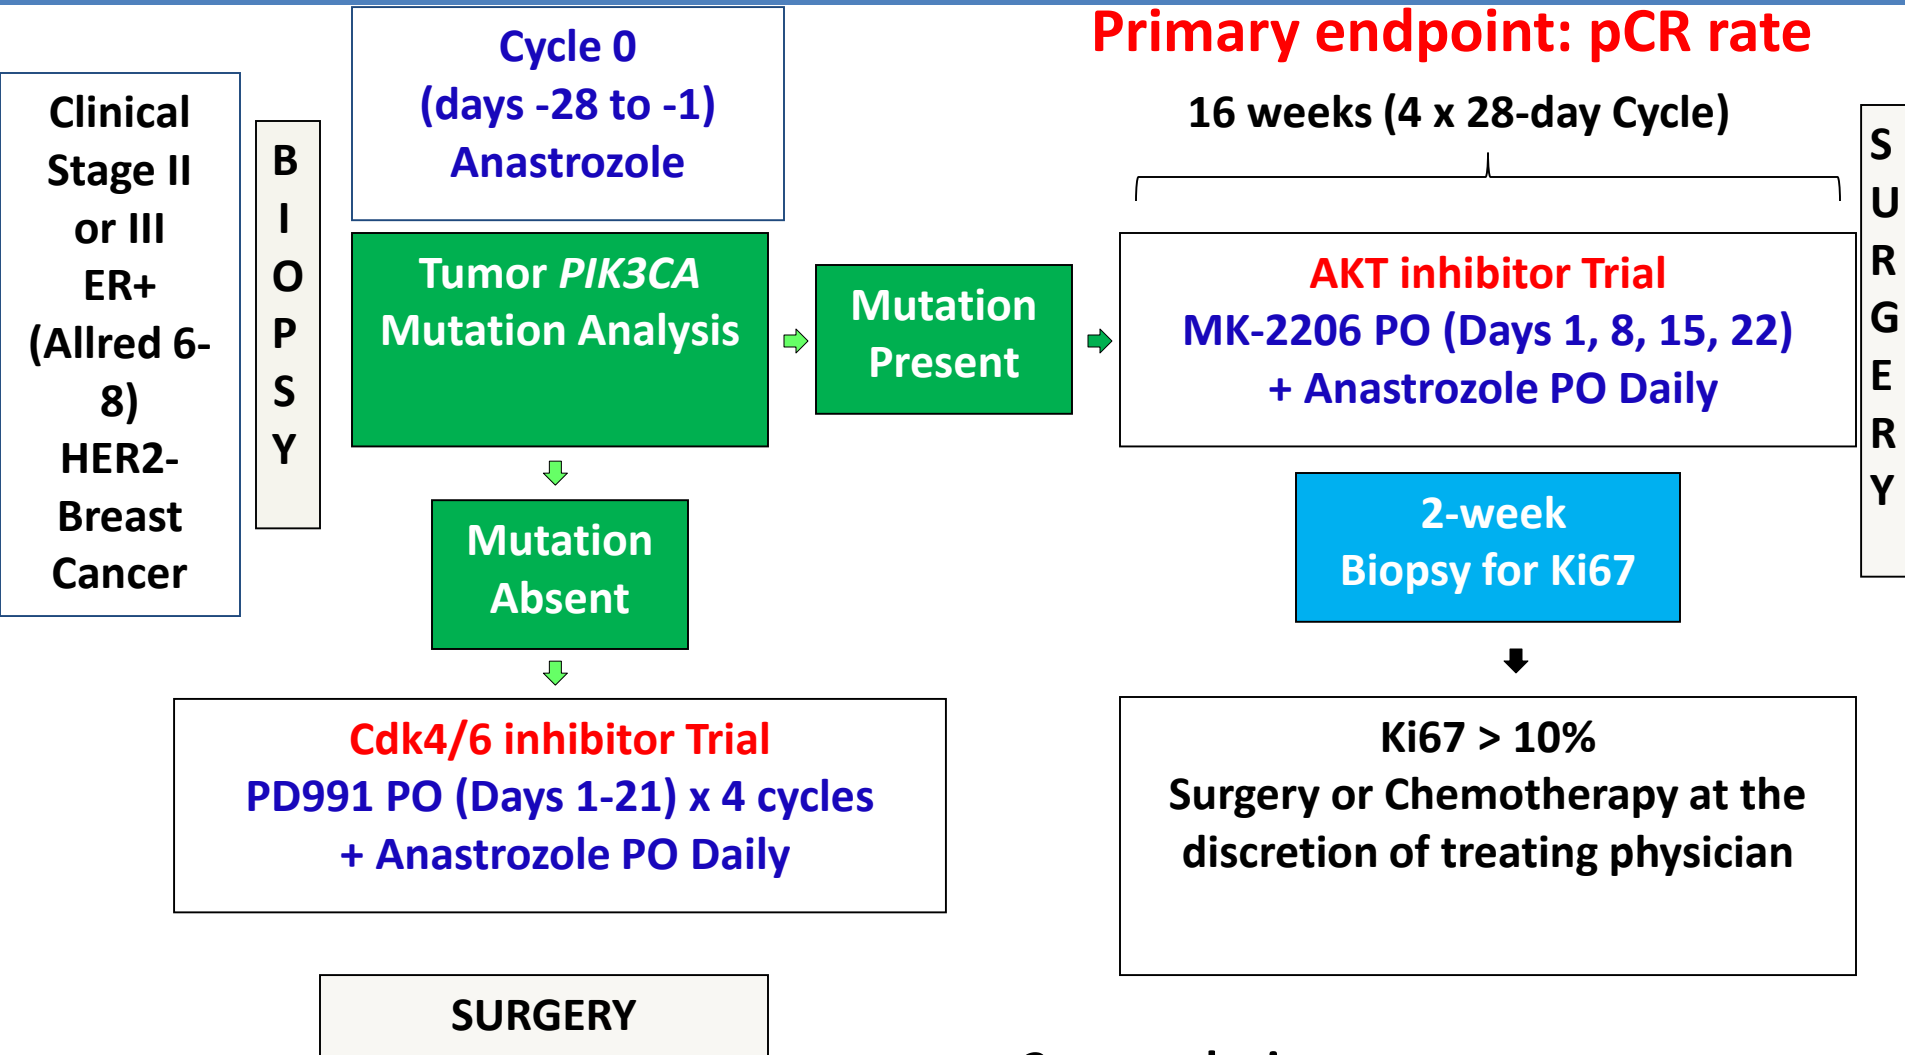 Primary endpoint: pCR rate
Clinical
Stage II
or III
ER+
(Allred 6-
8)
HER2-
Breast
Cancer
B
I
O
P
S
Y
Cycle 0
(days -28 to -1)
Anastrozole
Tumor PIK3CA
Mutation Analysis
Mutation
Present
16 weeks (4 x 28-day Cycle)
AKT inhibitor Trial
MK-2206 PO (Days 1, 8, 15, 22)
+ Anastrozole PO Daily
S
U
R
G
E
R
Y
Mutation
Absent
2-week
Biopsy for Ki67
Cdk4/6 inhibitor Trial
PD991 PO (Days 1-21) x 4 cycles
+ Anastrozole PO Daily
Ki67 > 10%
Surgery or Chemotherapy at the
discretion of treating physician
SURGERY